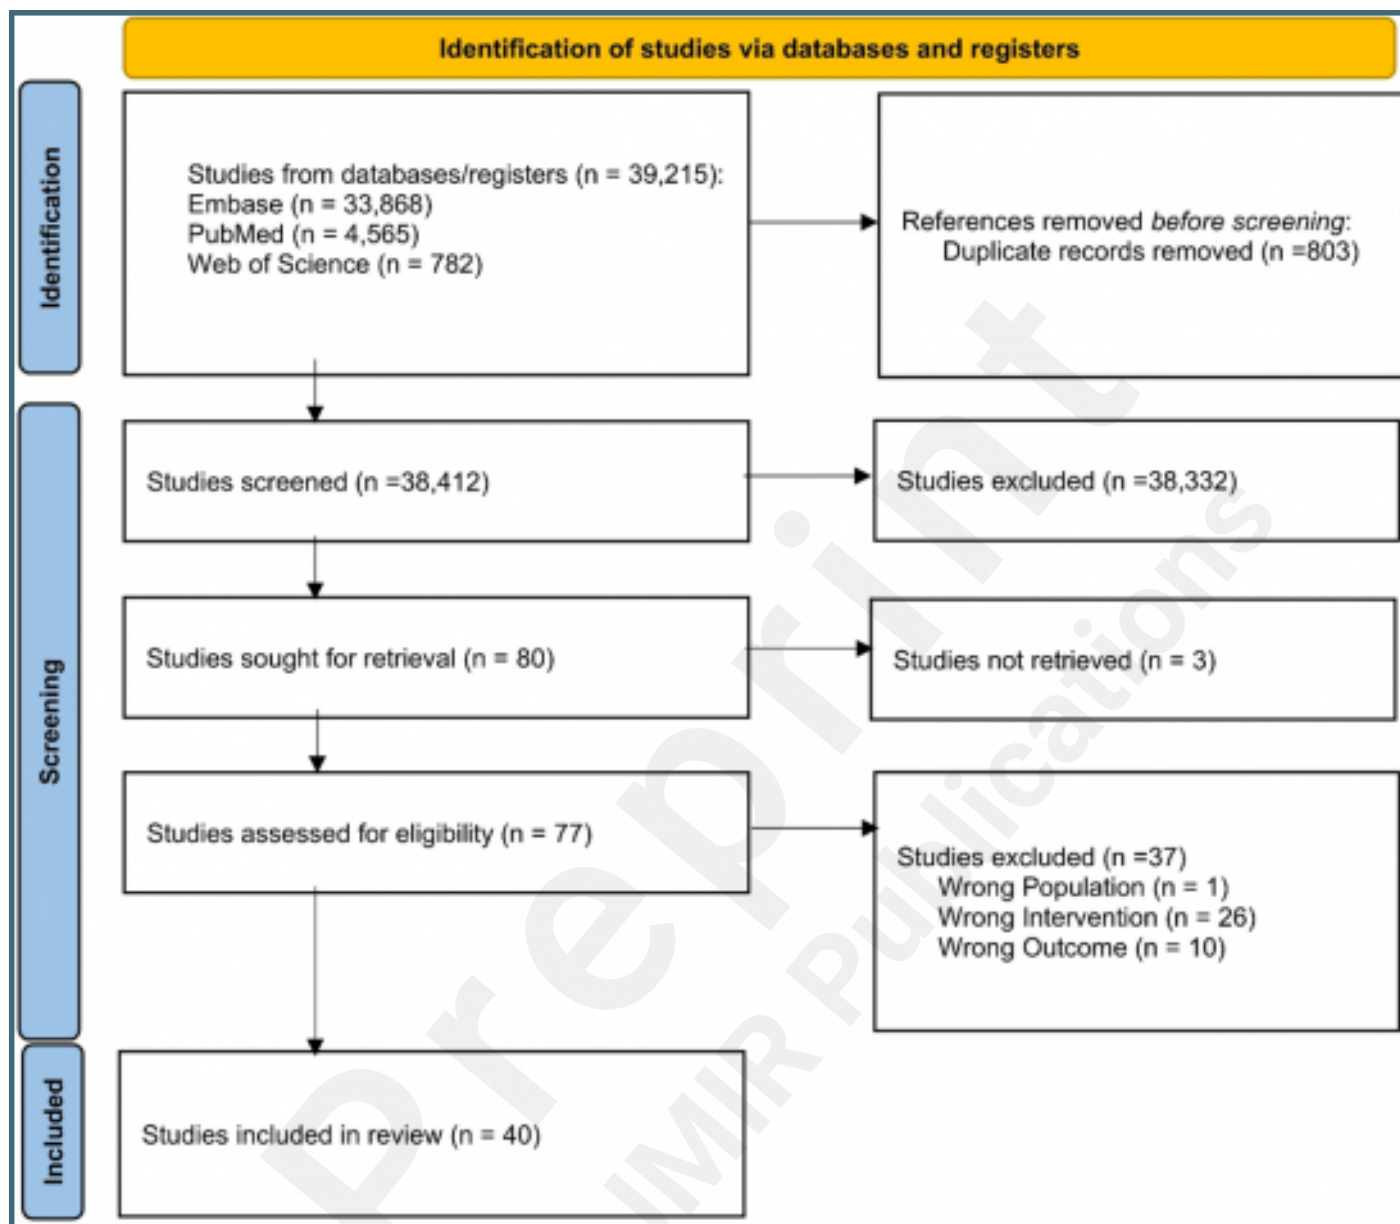 Identification of studies via databases and registers
Identification
Studies from databases/registers (n = 39,215):
Embase (n = 33,868)
PubMed (n = 4,565)
Web of Science (n = 782)
References removed before screening:
Duplicate records removed (n =803)
Screening
Studies screened (n =38,412)
Studies excluded (n =38,332)
Studies sought for retrieval (n = 80)
Studies not retrieved (n = 3)
Studies assessed for eligibility (n = 77)
Studies excluded (n =37)
Wrong Population (n = 1)
Wrong Intervention (n = 26)
Wrong Outcome (n = 10)
Included
Studies included in review (n = 40)
Preprint
JMIR Publications